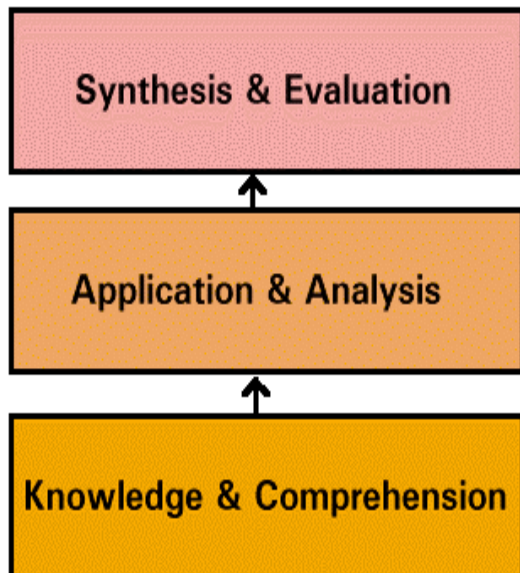 Synthesis & Evaluation
Application & Analysis
Knowledge & Comprehension